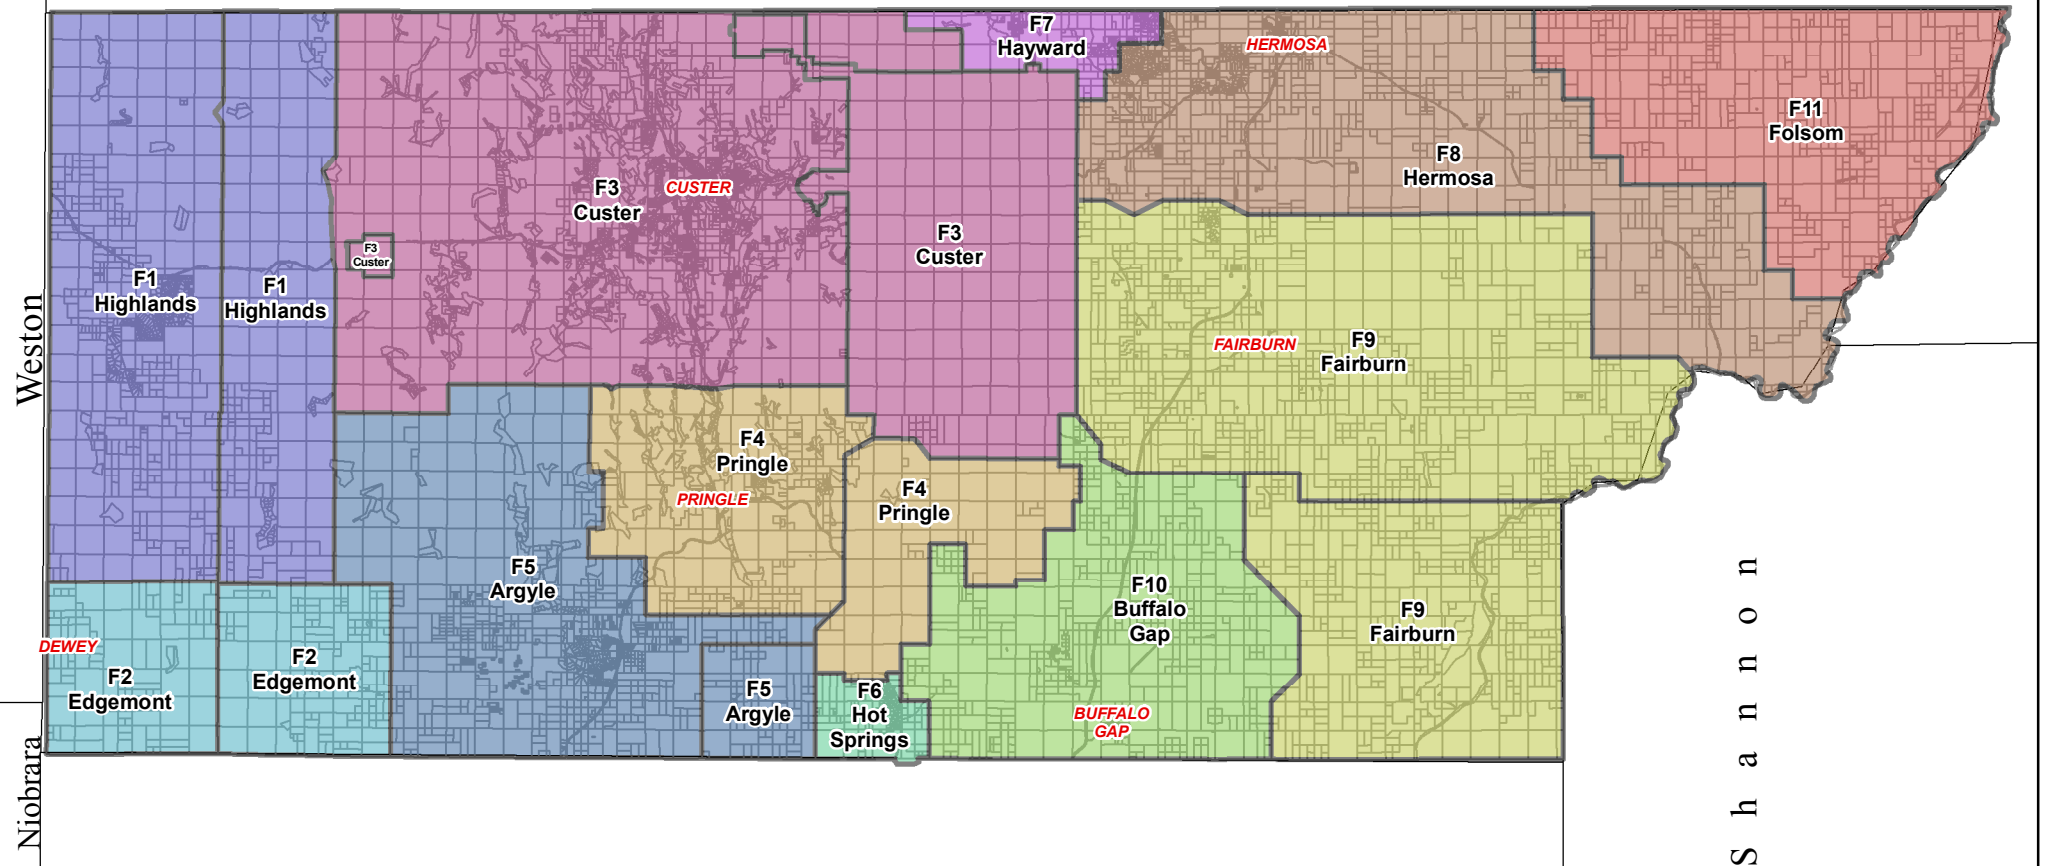 F7
Hayward
HERMOSA
F11
Folsom
F8
Hermosa
F3
Custer
CUSTER
F3
Custer
F3
Custer
F1
Highlands
F1
Highlands
Weston
FAIRBURN
F9
Fairburn
F4
Pringle
PRINGLE
F4
Pringle
F5
Argyle
F10
Buffalo
Gap
F9
Fairburn
Shannon
DEWEY
F2
Edgemont
F2
Edgemont
F5
Argyle
F6
Hot
Springs
BUFFALO
GAP
Niobrara